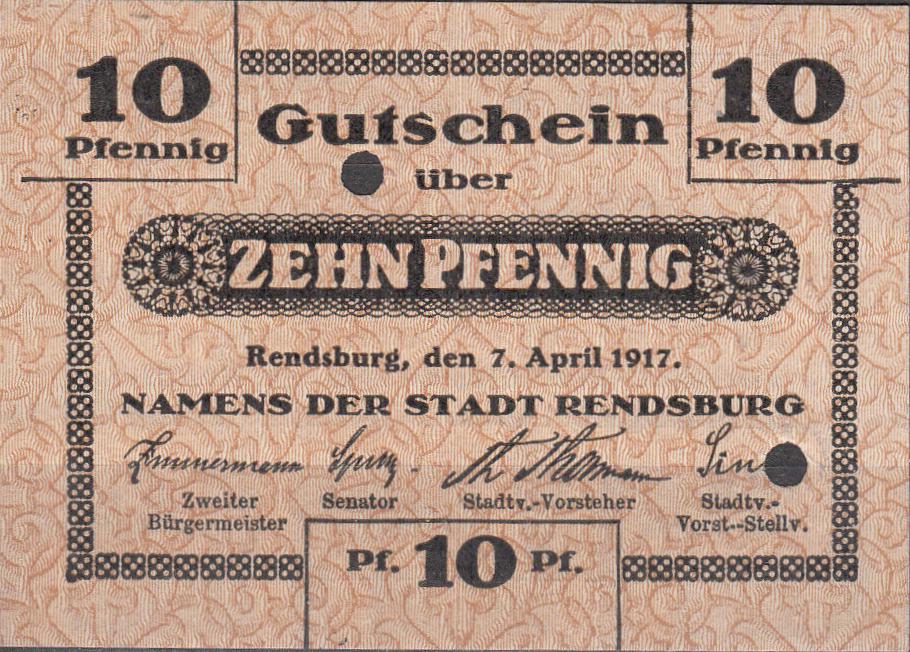 10
Pfennig
10
Pfennig
Gutschein
über
ZEHN PFENNIG
Rendsburg, den 7. April 1917.
NAMENS DER STADT RENDSBURG
Zimmermann
Zweiter
Bürgermeister
Senator
Stadtv.-Vorsteher
Stadtv.-
Vorst--Stellv.
Pf. 10 Pf.